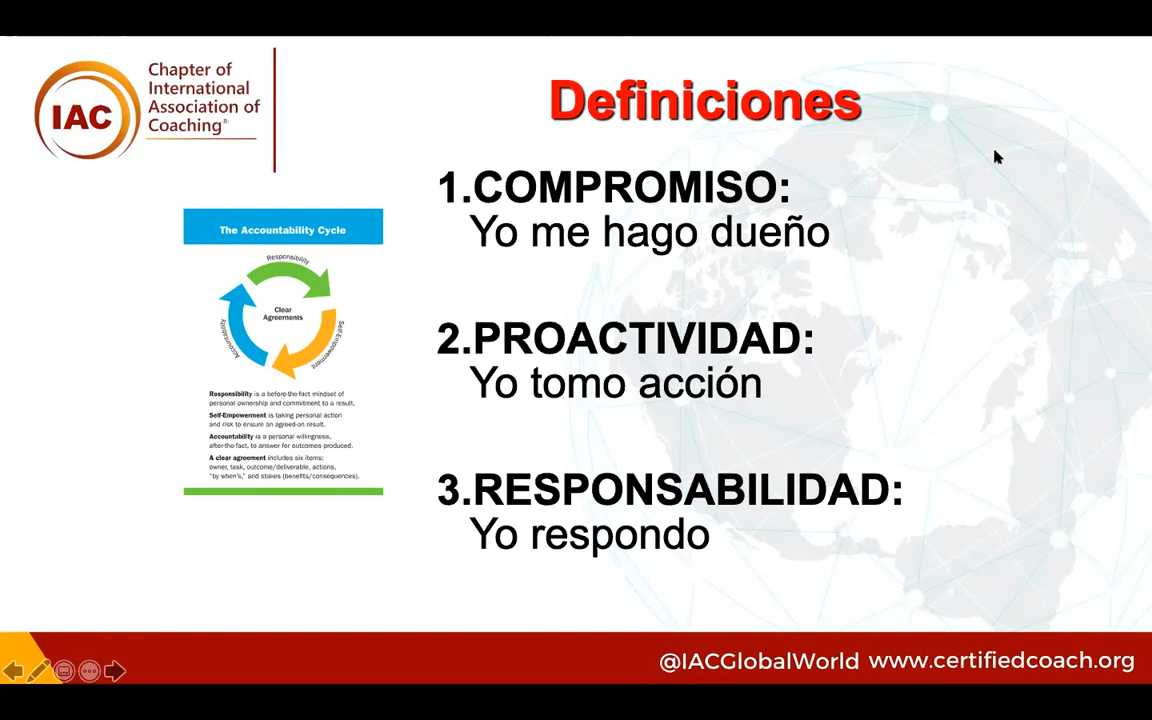 IAC
Chapter of
International
Association of
Coaching®
Definiciones
The Accountability Cycle
Responsibility
Clear
Agreements
Self-Empowerment
Accountability
Responsibility is a before-the-fact mindset of
personal ownership and commitment to a result.
Self-Empowerment is taking personal action
and risk to ensure an agreed-on result.
Accountability is a personal willingness,
after-the-fact, to answer for outcomes produced.
A clear agreement includes six items:
owner, task, outcome/deliverable, actions,
"by when's," and stakes (benefits/consequences).
1.COMPROMISO:
Yo me hago dueño
2.PROACTIVIDAD:
Yo tomo acción
3.RESPONSABILIDAD:
Yo respondo
@IACGlobalWorld www.certifiedcoach.org